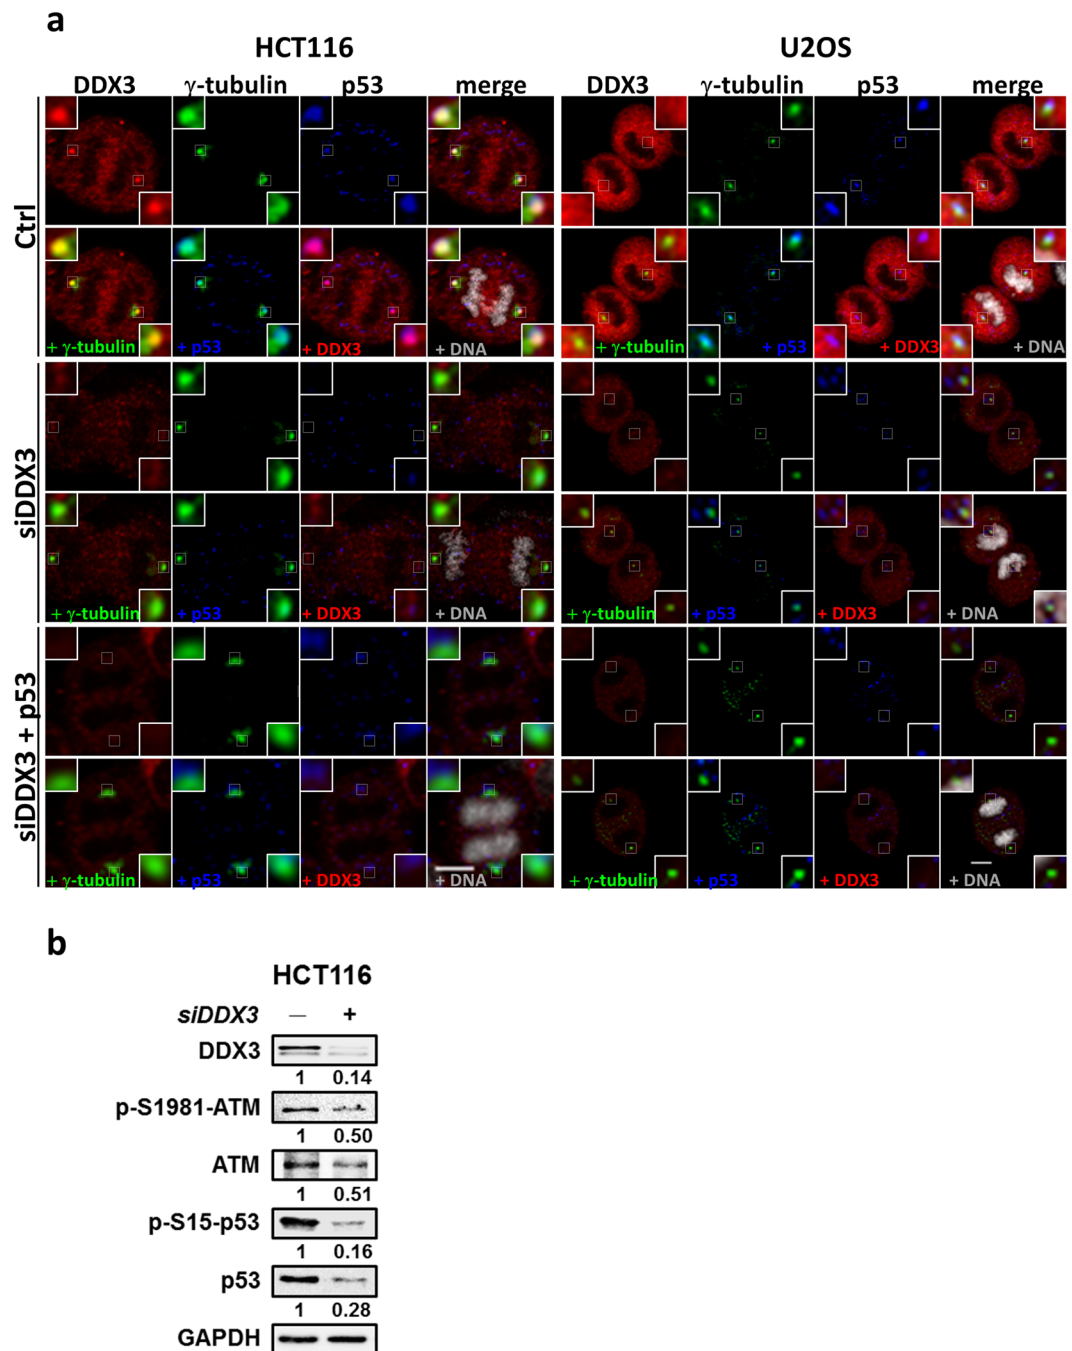 a
HCT116 U2OS
DDX3 γ-tubulin p53 merge DDX3 γ-tubulin p53 merge
Ctrl
+ γ-tubulin + p53 + DDX3 + DNA + γ-tubulin + p53 + DDX3 + DNA
siDDX3
+ γ-tubulin + p53 + DDX3 + DNA + γ-tubulin + p53 + DDX3 + DNA
siDDX3 + p53
+ γ-tubulin + p53 + DDX3 + DNA + γ-tubulin + p53 + DDX3 + DNA
b
HCT116
siDDX3 — +
DDX3
1 0.14
p-S1981-ATM
1 0.50
ATM
1 0.51
p-S15-p53
1 0.16
p53
1 0.28
GAPDH